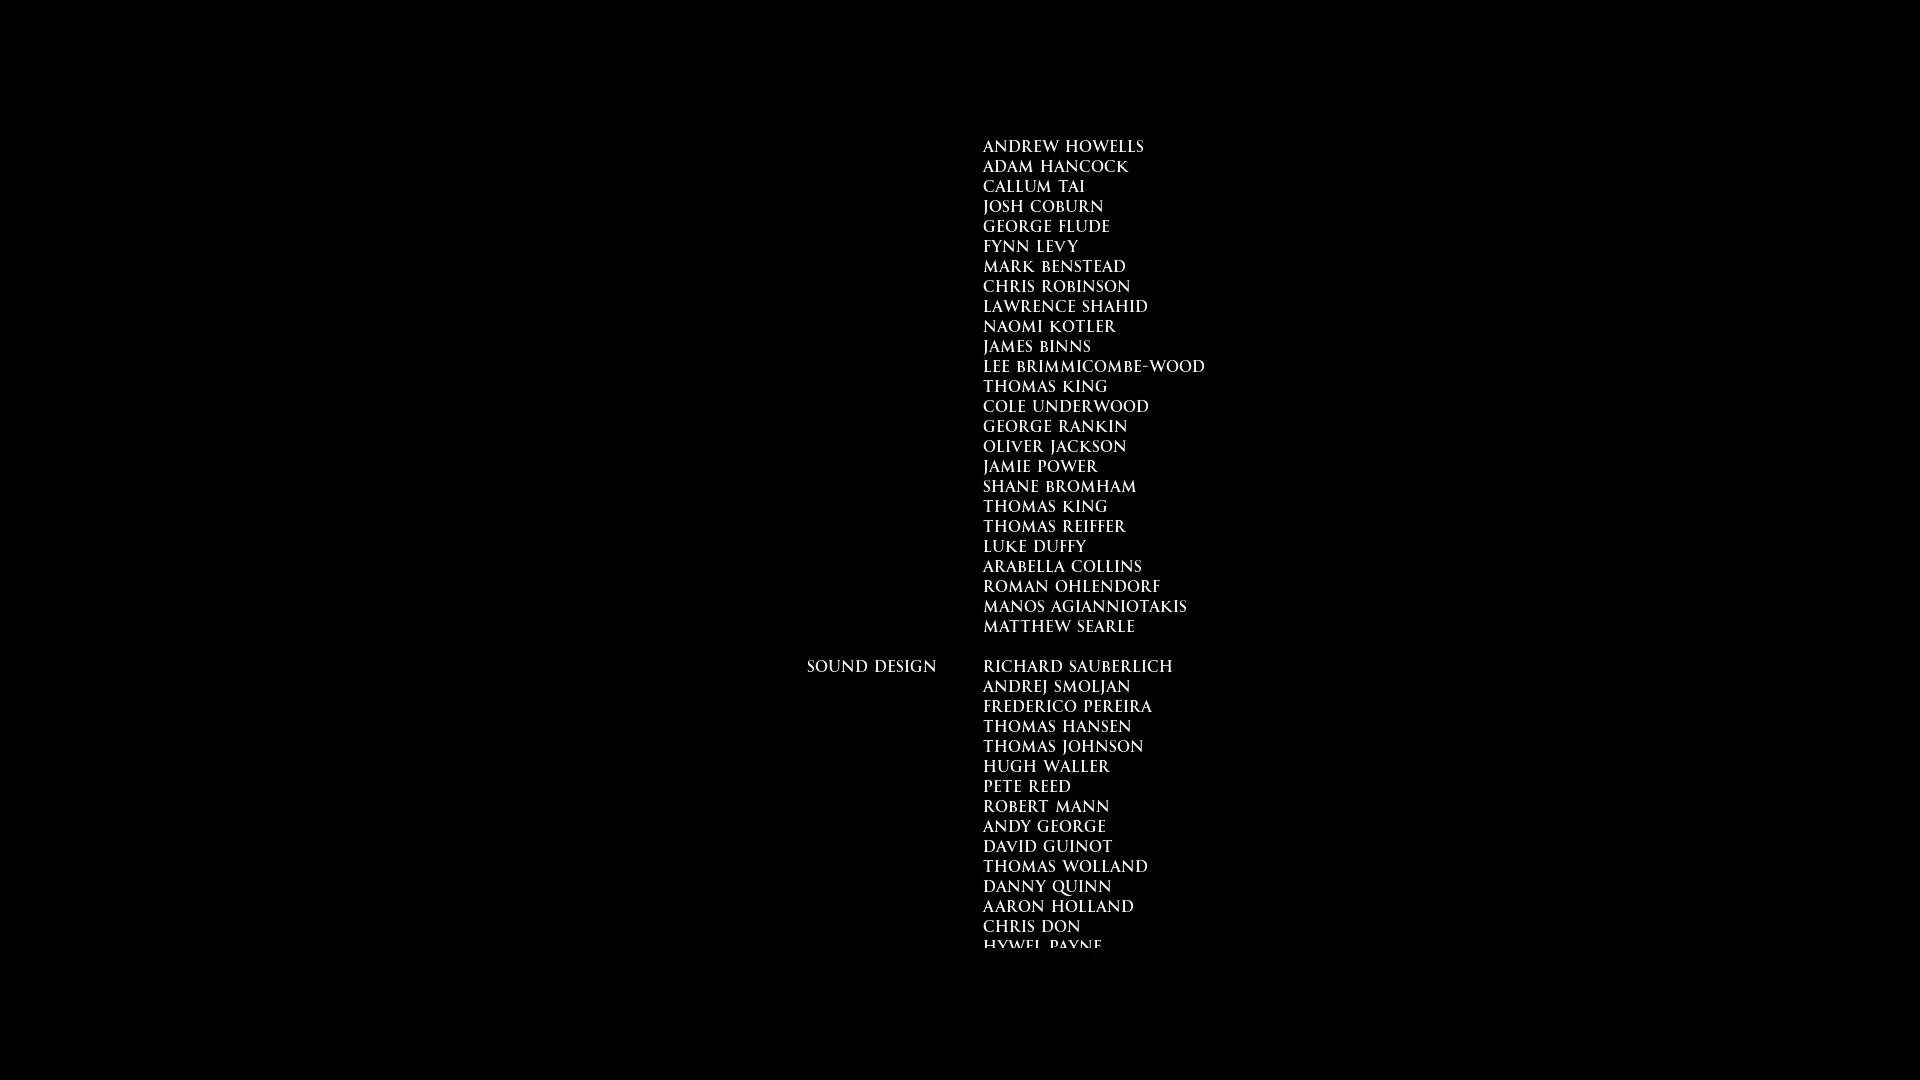 ANDREW HOWELLS
ADAM HANCOCK
CALLUM TAI
JOSH COBURN
GEORGE FLUDE
FYNN LEVY
MARK BENSTEAD
CHRIS ROBINSON
LAWRENCE SHAHID
NAOMI KOTLER
JAMES BINNS
LEE BRIMMICOMBE-WOOD
THOMAS KING
COLE UNDERWOOD
GEORGE RANKIN
OLIVER JACKSON
JAMIE POWER
SHANE BROMHAM
THOMAS KING
THOMAS REIFFER
LUKE DUFFY
ARABELLA COLLINS
ROMAN OHLENDORF
MANOS AGIANNIOTAKIS
MATTHEW SEARLE
SOUND DESIGN RICHARD SAUBERLICH
ANDREJ SMOLJAN
FREDERICO PEREIRA
THOMAS HANSEN
THOMAS JOHNSON
HUGH WALLER
PETE REED
ROBERT MANN
ANDY GEORGE
DAVID GUINOT
THOMAS WOLLAND
DANNY QUINN
AARON HOLLAND
CHRIS DON
HYWEL PAYNE